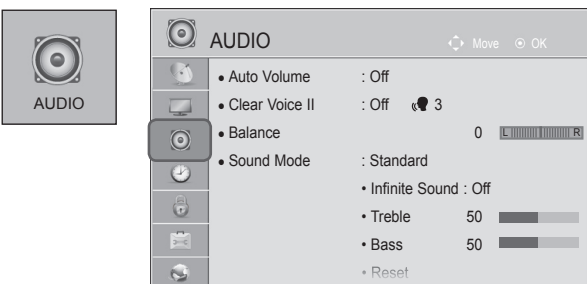 AUDIO
AUDIO Move OK
• Auto Volume : Off
• Clear Voice II : Off 3
• Balance 0 L R
• Sound Mode : Standard
• Infinite Sound : Off
• Treble 50
• Bass 50
• Reset